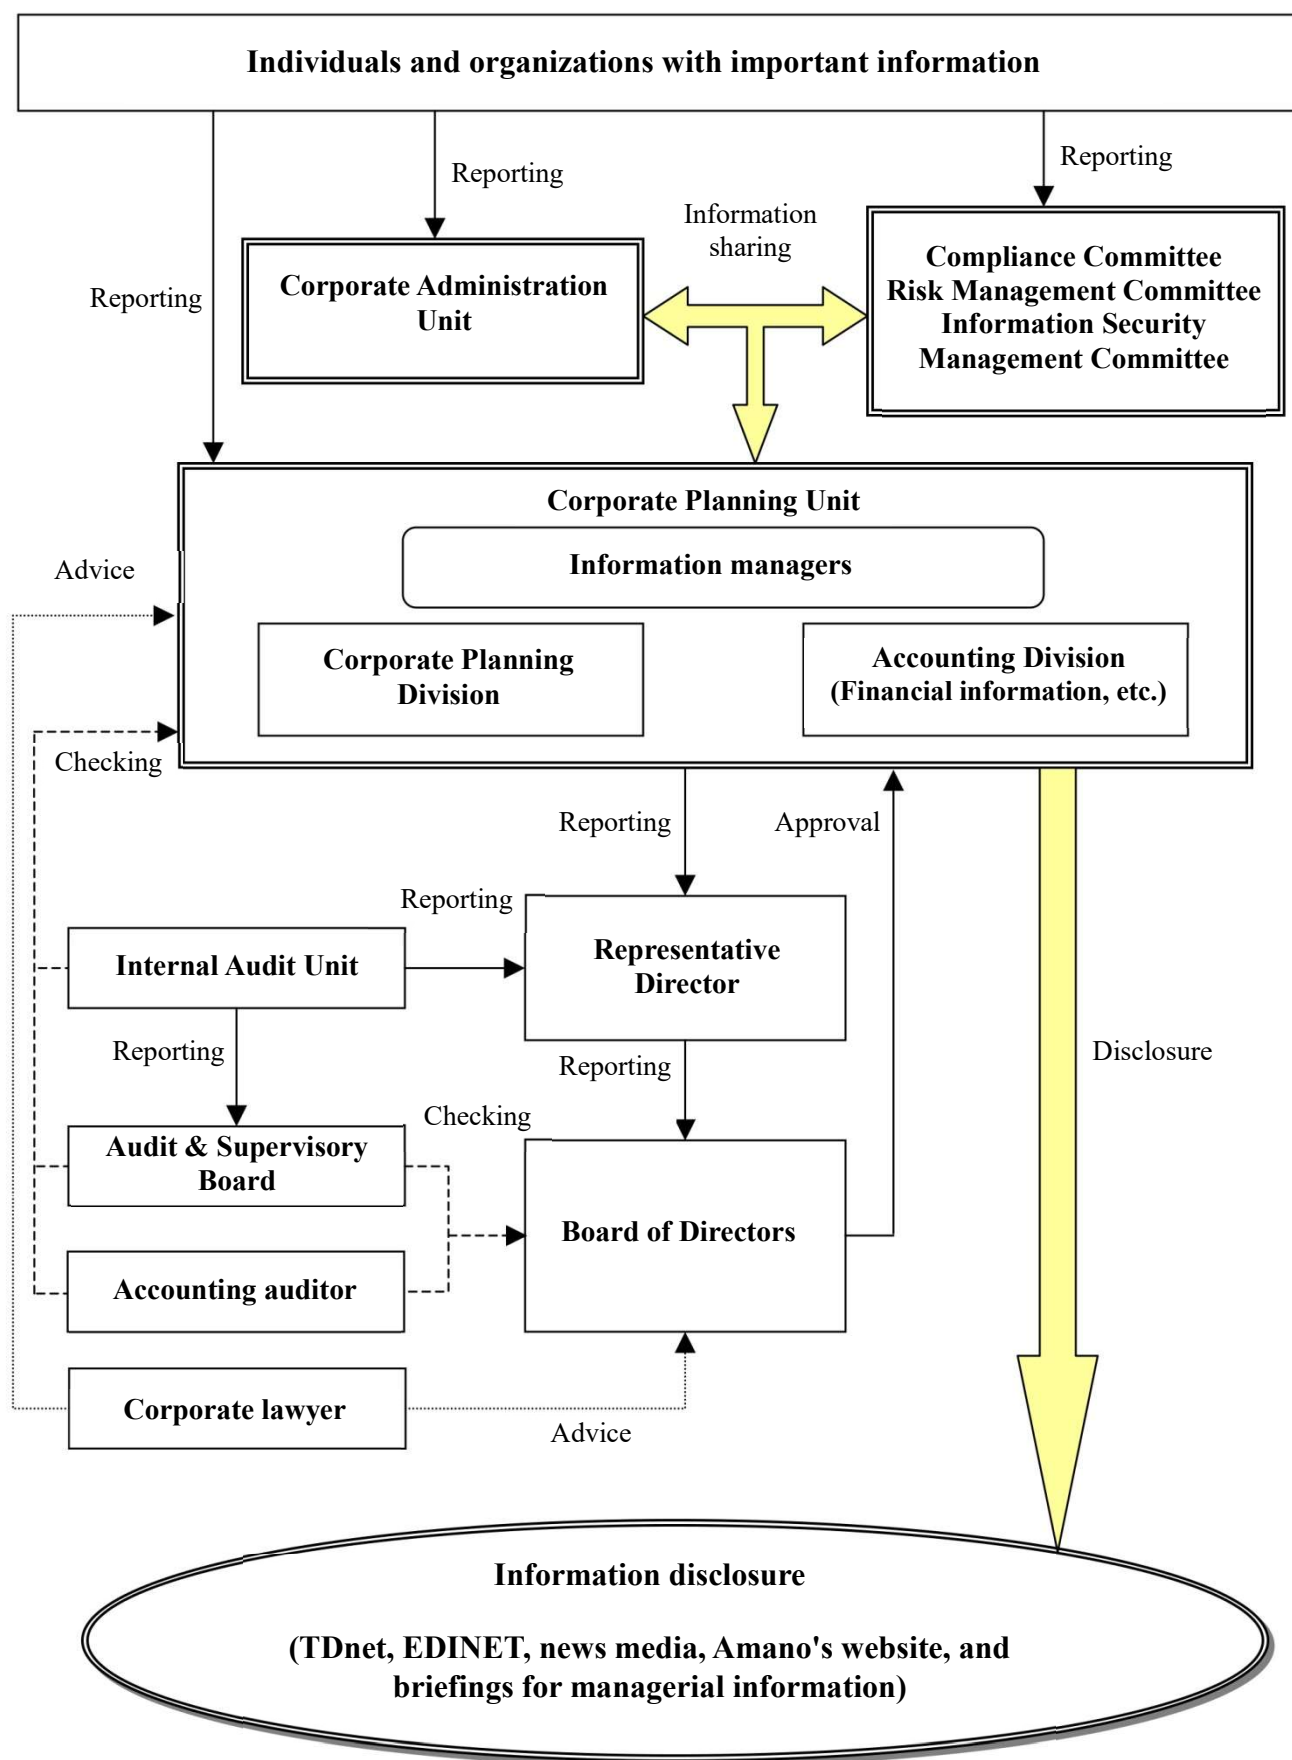 Individuals and organizations with important information
Reporting
Reporting
Reporting
Information
sharing
Corporate Administration
Unit
Compliance Committee
Risk Management Committee
Information Security
Management Committee
Corporate Planning Unit
Information managers
Corporate Planning
Division
Accounting Division
(Financial information, etc.)
Advice
Checking
Reporting
Approval
Reporting
Internal Audit Unit
Representative
Director
Reporting
Reporting
Disclosure
Checking
Audit & Supervisory
Board
Board of Directors
Accounting auditor
Corporate lawyer
Advice
Information disclosure
(TDnet, EDINET, news media, Amano's website, and
briefings for managerial information)